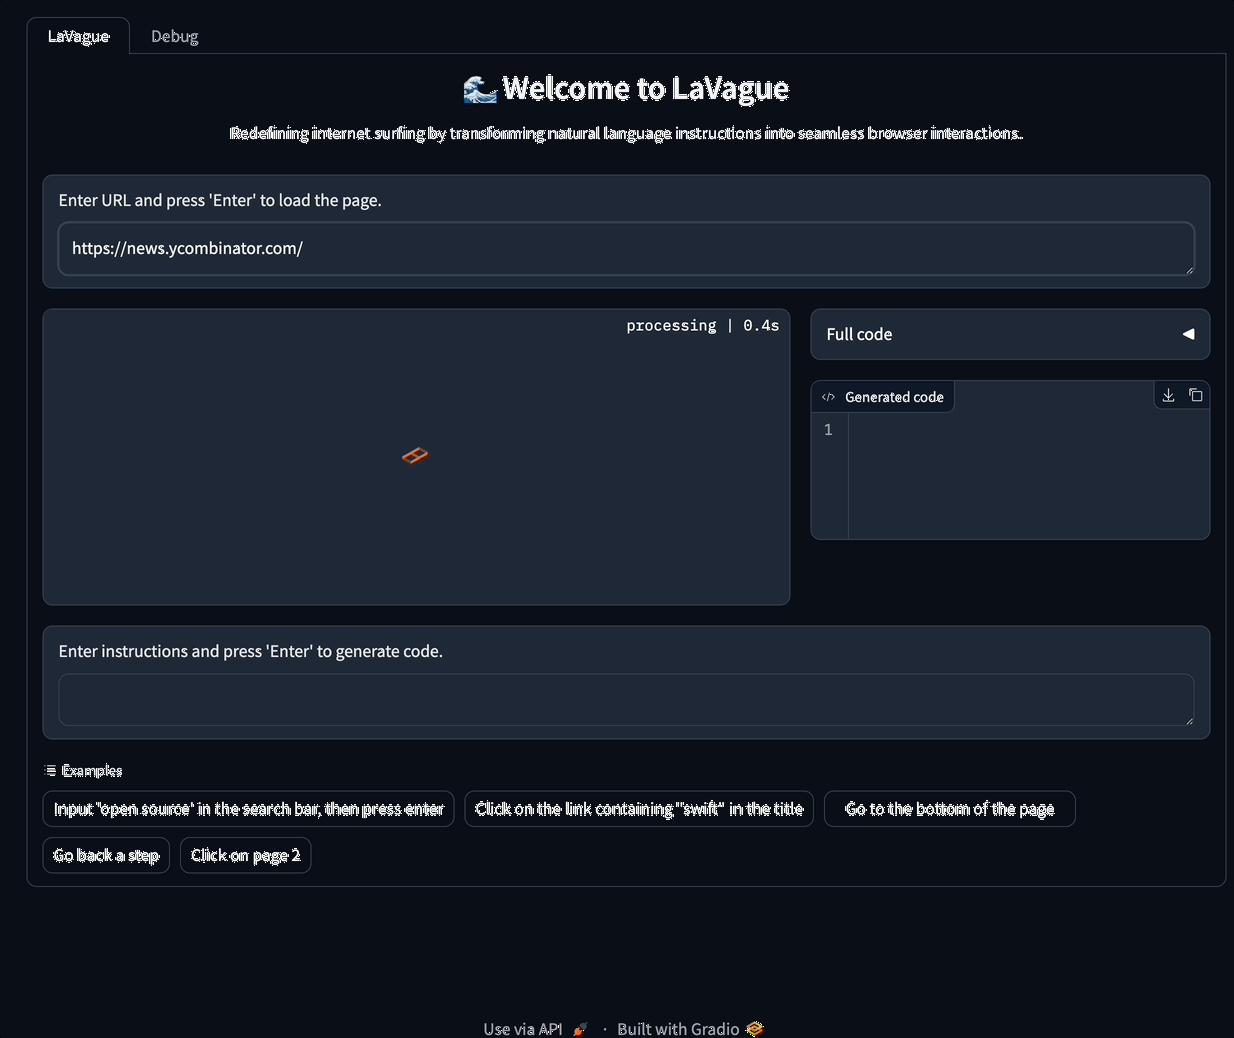 LaVague Debug
Welcome to LaVague
Redefining internet surfing by transforming natural language instructions into seamless browser interactions.
Enter URL and press 'Enter' to load the page.
https://news.ycombinator.com/
processing | 0.4s
Full code
Generated code
1
Enter instructions and press 'Enter' to generate code.
Examples
Input "open source" in the search bar, then press enter
Click on the link containing ""swift" in the title
Go to the bottom of the page
Go back a step
Click on page 2
Use via API · Built with Gradio